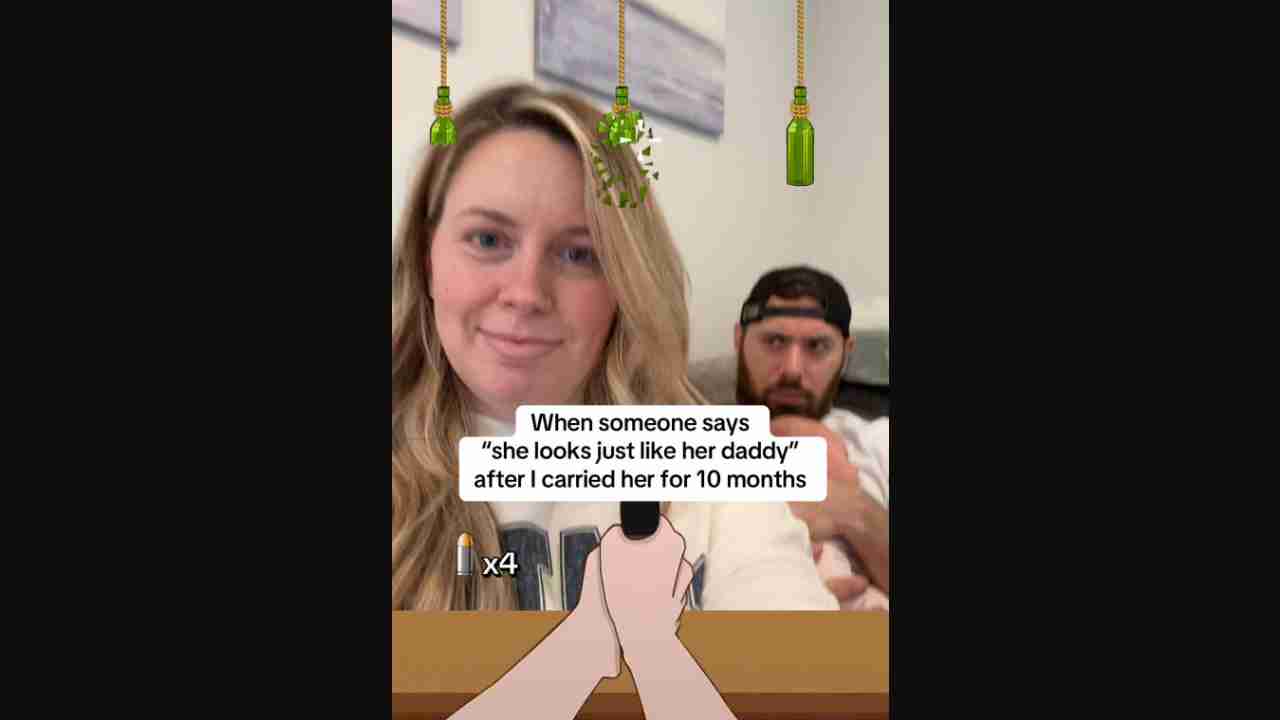 When someone says
“she looks just like her daddy”
after I carried her for 10 months
x4